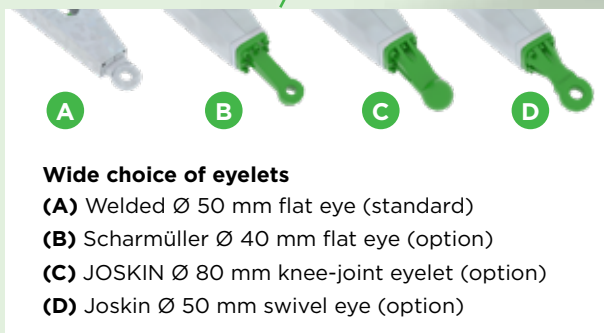 A B C D
Wide choice of eyelets
(A) Welded Ø 50 mm flat eye (standard)
(B) Scharmüller Ø 40 mm flat eye (option)
(C) JOSKIN Ø 80 mm knee-joint eyelet (option)
(D) Joskin Ø 50 mm swivel eye (option)